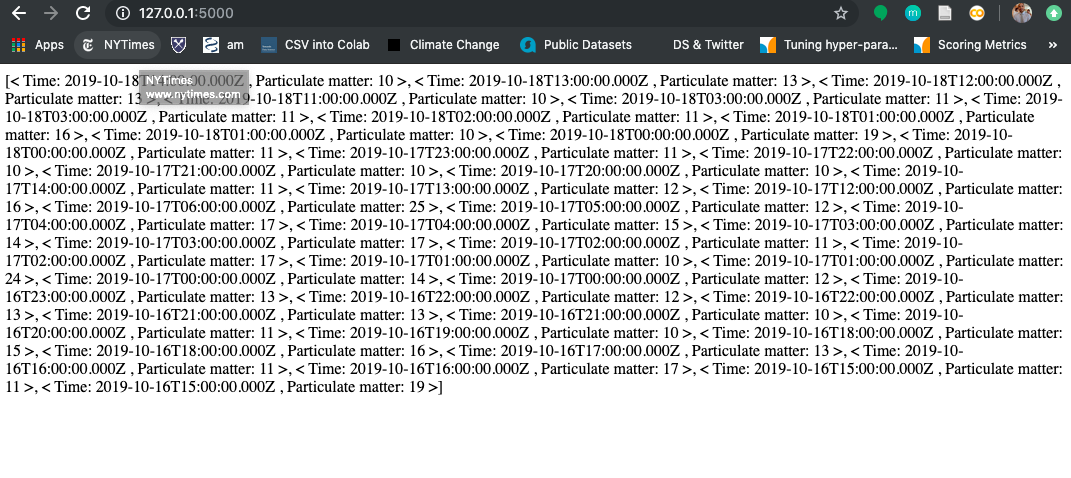 127.0.0.1:5000
Apps NYTimes am CSV into Colab Climate Change Public Datasets DS & Twitter Tuning hyper-para... Scoring Metrics »
NYTimes
www.nytimes.com
[< Time: 2019-10-18T :00.000Z , Particulate matter: 10 >, < Time: 2019-10-18T13:00:00.000Z , Particulate matter: 13 >, < Time: 2019-10-18T12:00:00.000Z ,
Particulate matter: 13 >, < Time: 2019-10-18T11:00:00.000Z , Particulate matter: 10 >, < Time: 2019-10-18T03:00:00.000Z , Particulate matter: 11 >, < Time: 2019-
10-18T03:00:00.000Z , Particulate matter: 11 >, < Time: 2019-10-18T02:00:00.000Z , Particulate matter: 11 >, < Time: 2019-10-18T01:00:00.000Z , Particulate
matter: 16 >, < Time: 2019-10-18T01:00:00.000Z , Particulate matter: 10 >, < Time: 2019-10-18T00:00:00.000Z , Particulate matter: 19 >, < Time: 2019-10-
18T00:00:00.000Z , Particulate matter: 11 >, < Time: 2019-10-17T23:00:00.000Z , Particulate matter: 11 >, < Time: 2019-10-17T22:00:00.000Z , Particulate matter:
10 >, < Time: 2019-10-17T21:00:00.000Z , Particulate matter: 10 >, < Time: 2019-10-17T20:00:00.000Z , Particulate matter: 10 >, < Time: 2019-10-
17T14:00:00.000Z , Particulate matter: 11 >, < Time: 2019-10-17T13:00:00.000Z , Particulate matter: 12 >, < Time: 2019-10-17T12:00:00.000Z , Particulate matter:
16 >, < Time: 2019-10-17T06:00:00.000Z , Particulate matter: 25 >, < Time: 2019-10-17T05:00:00.000Z , Particulate matter: 12 >, < Time: 2019-10-
17T04:00:00.000Z , Particulate matter: 17 >, < Time: 2019-10-17T04:00:00.000Z , Particulate matter: 15 >, < Time: 2019-10-17T03:00:00.000Z , Particulate matter:
14 >, < Time: 2019-10-17T03:00:00.000Z , Particulate matter: 17 >, < Time: 2019-10-17T02:00:00.000Z , Particulate matter: 11 >, < Time: 2019-10-
17T02:00:00.000Z , Particulate matter: 17 >, < Time: 2019-10-17T01:00:00.000Z , Particulate matter: 10 >, < Time: 2019-10-17T01:00:00.000Z , Particulate matter:
24 >, < Time: 2019-10-17T00:00:00.000Z , Particulate matter: 14 >, < Time: 2019-10-17T00:00:00.000Z , Particulate matter: 12 >, < Time: 2019-10-
16T23:00:00.000Z , Particulate matter: 13 >, < Time: 2019-10-16T22:00:00.000Z , Particulate matter: 12 >, < Time: 2019-10-16T22:00:00.000Z , Particulate matter:
13 >, < Time: 2019-10-16T21:00:00.000Z , Particulate matter: 13 >, < Time: 2019-10-16T21:00:00.000Z , Particulate matter: 10 >, < Time: 2019-10-
16T20:00:00.000Z , Particulate matter: 11 >, < Time: 2019-10-16T19:00:00.000Z , Particulate matter: 10 >, < Time: 2019-10-16T18:00:00.000Z , Particulate matter:
15 >, < Time: 2019-10-16T18:00:00.000Z , Particulate matter: 16 >, < Time: 2019-10-16T17:00:00.000Z , Particulate matter: 13 >, < Time: 2019-10-
16T16:00:00.000Z , Particulate matter: 11 >, < Time: 2019-10-16T16:00:00.000Z , Particulate matter: 17 >, < Time: 2019-10-16T15:00:00.000Z , Particulate matter:
11 >, < Time: 2019-10-16T15:00:00.000Z , Particulate matter: 19 >]